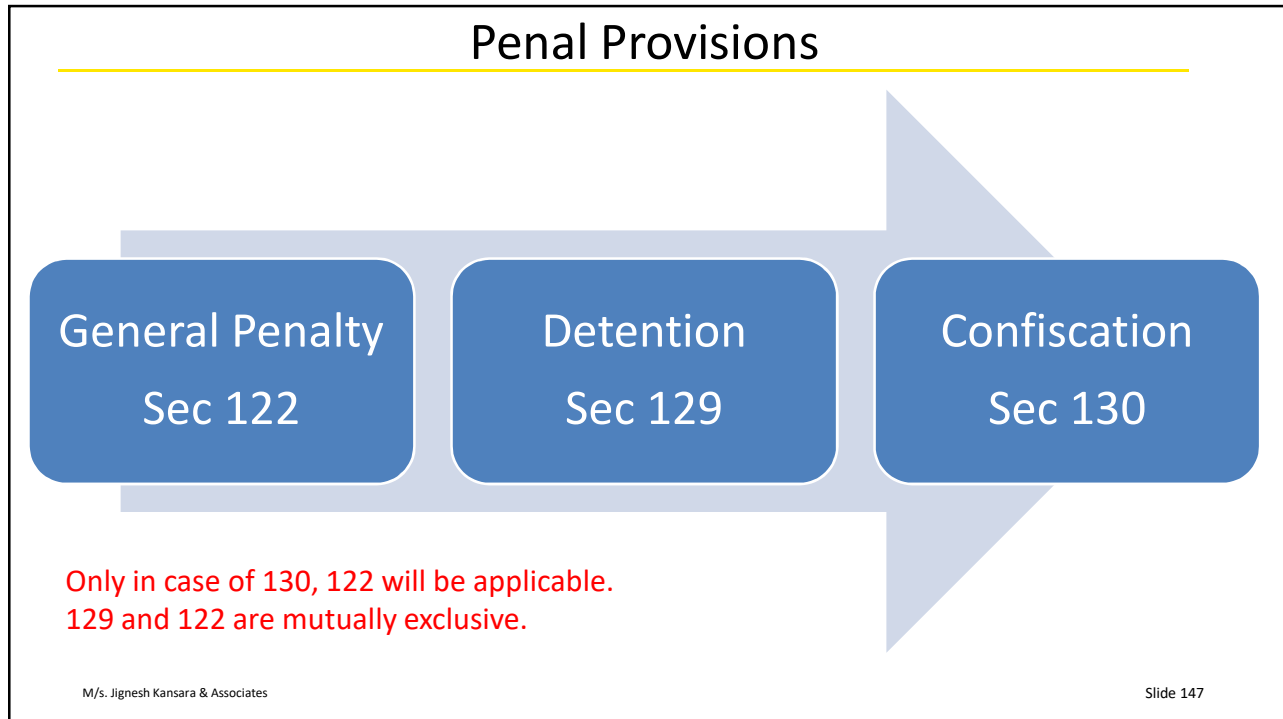 Penal Provisions
General Penalty
Sec 122
Detention
Sec 129
Confiscation
Sec 130
Only in case of 130, 122 will be applicable.
129 and 122 are mutually exclusive.
M/s. Jignesh Kansara & Associates
Slide 147